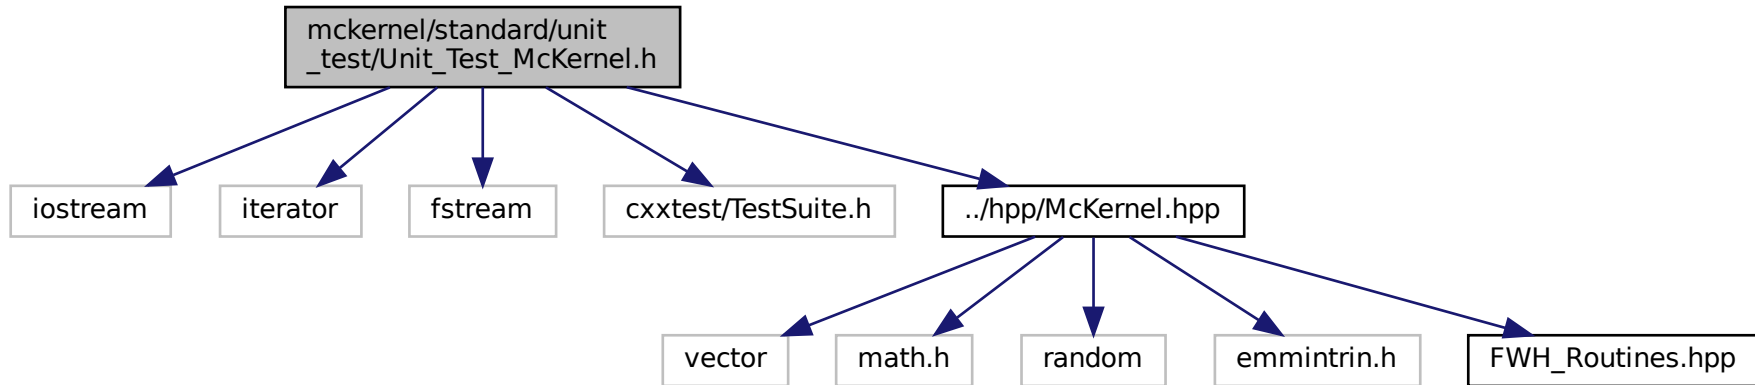 mckernel/standard/unit
_test/Unit_Test_McKernel.h
iostream
iterator
fstream
cxxtest/TestSuite.h
../hpp/McKernel.hpp
vector
math.h
random
emmintrin.h
FWH_Routines.hpp